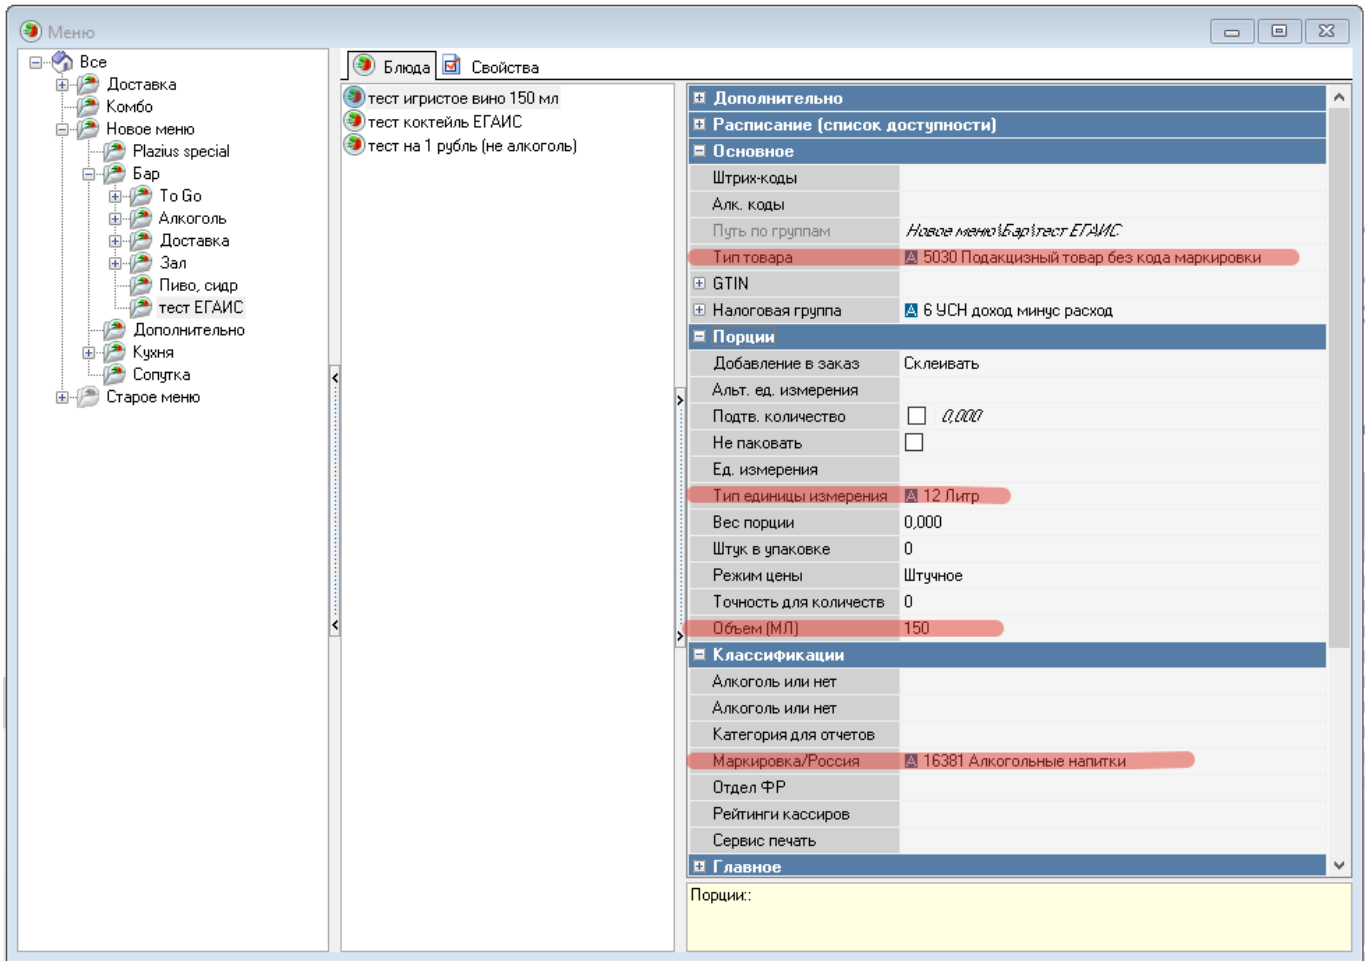 Меню
Все
Доставка
Комбо
Новое меню
Plazius special
Бар
To Go
Алкоголь
Доставка
Зал
Пиво, сидр
тест ЕГАИС
Дополнительно
Кухня
Сопутка
Старое меню
Блюда Свойства
тест игристое вино 150 мл
тест коктейль ЕГАИС
тест на 1 рубль (не алкоголь)
Дополнительно
Расписание (список доступности)
Основное
Штрих-коды
Алк. коды
Путь по группам Новое меню\Бар\тест ЕГАИС
Тип товара А 5030 Подакцизный товар без кода маркировки
GTIN
Налоговая группа А 6 УСН доход минус расход
Порции
Добавление в заказ Склеивать
Альт. ед. измерения
Подтв. количество 0,000
Не паковать
Ед. измерения
Тип единицы измерения А 12 Литр
Вес порции 0,000
Штук в упаковке 0
Режим цены Штучное
Точность для количеств 0
Объем (МЛ) 150
Классификации
Алкоголь или нет
Алкоголь или нет
Категория для отчетов
Маркировка/Россия А 16381 Алкогольные напитки
Отдел ФР
Рейтинги кассиров
Сервис печать
Главное
Порции::